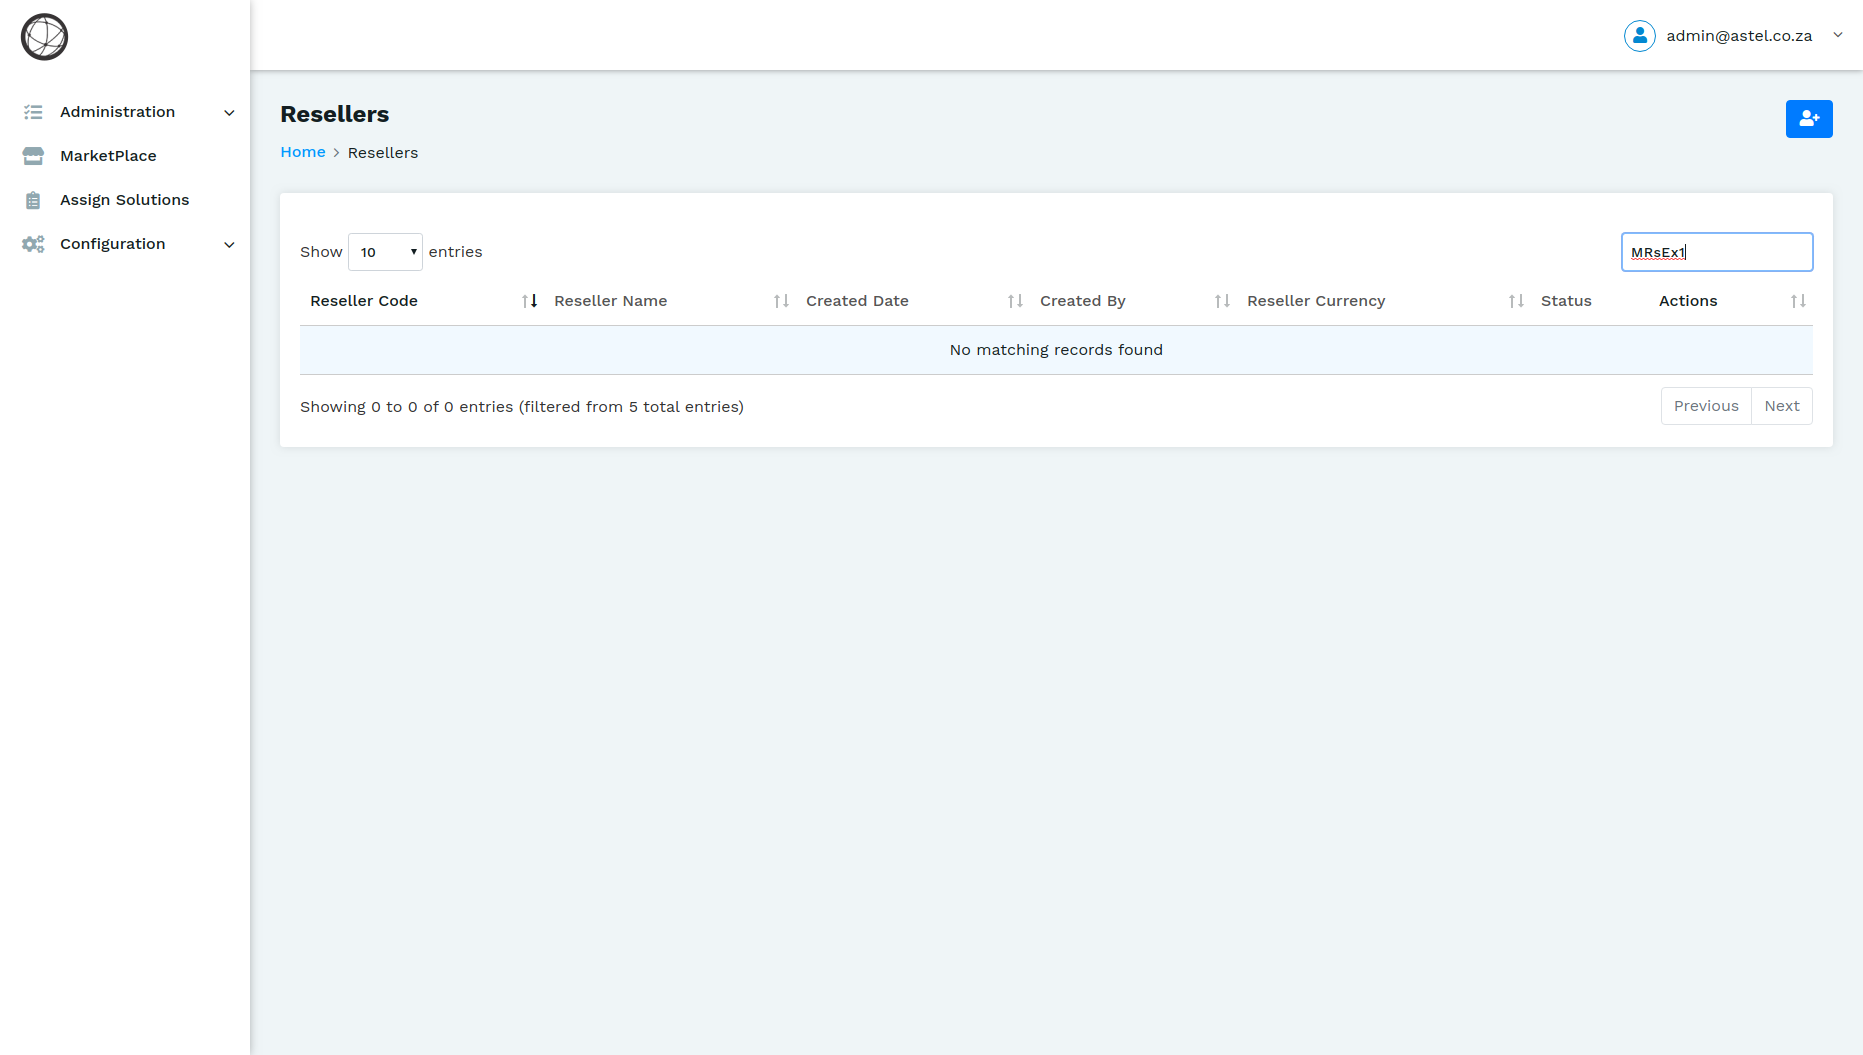 admin@astel.co.za
Administration
MarketPlace
Assign Solutions
Configuration
Resellers
Home > Resellers
Show 10 entries
MRsEx1
Reseller Code Reseller Name Created Date Created By Reseller Currency Status Actions
No matching records found
Showing 0 to 0 of 0 entries (filtered from 5 total entries)
Previous Next